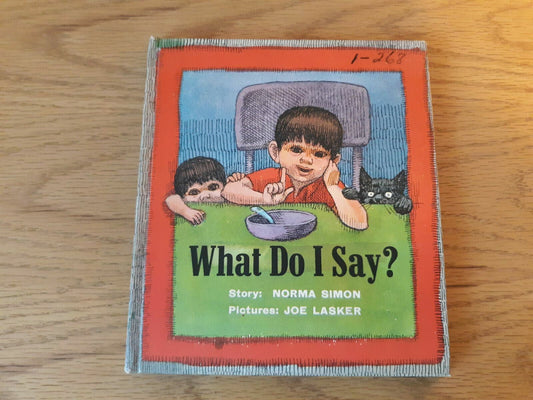 1-268
What Do I Say?
Story: NORMA SIMON
Pictures: JOE LASKER